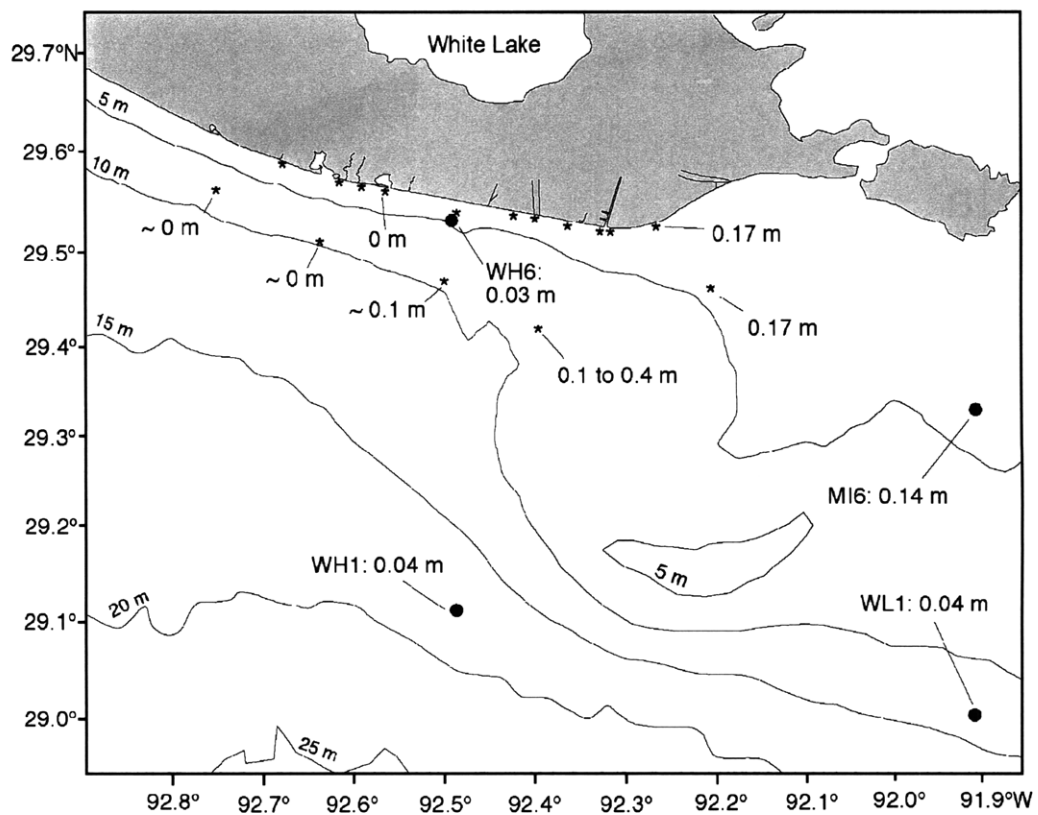 White Lake
29.7°N
5 m
29.6°
10 m
~ 0 m
0 m
0.17 m
29.5°
~ 0 m
WH6:
0.03 m
~ 0.1 m
0.17 m
15 m
29.4°
0.1 to 0.4 m
29.3°
MI6: 0.14 m
29.2°
WH1: 0.04 m
5 m
20 m
WL1: 0.04 m
29.1°
29.0°
25 m
92.8° 92.7° 92.6° 92.5° 92.4° 92.3° 92.2° 92.1° 92.0° 91.9°W